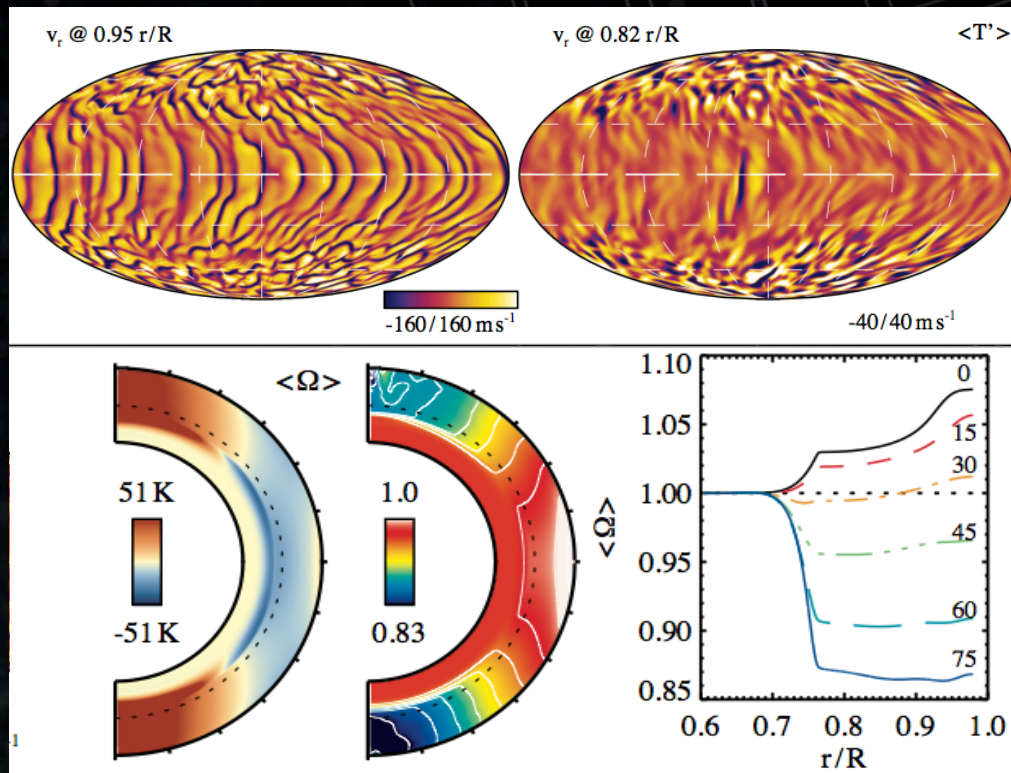 v_r @ 0.95 r/R
v_r @ 0.82 r/R
<T'>
-160/160 m s⁻¹
-40/40 m s⁻¹
<Ω>
51 K
-51 K
1.0
0.83
1.10
1.05
1.00
0.95
0.90
0.85
<Ω>
0
15
30
45
60
75
0.6 0.7 0.8 0.9 1.0
r/R
-1